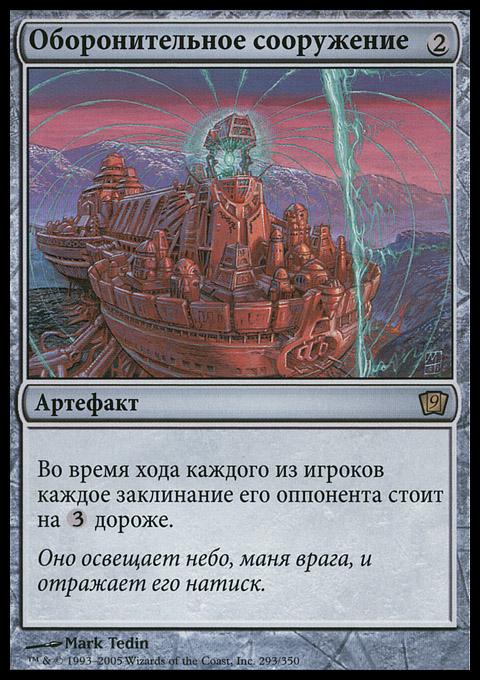 Оборонительное сооружение 2
Артефакт 9
Во время хода каждого из игроков
каждое заклинание его оппонента стоит
на 3 дороже.
Оно освещает небо, маня врага, и
отражает его натиск.
Mark Tedin
™ & © 1993–2005 Wizards of the Coast, Inc. 293/350